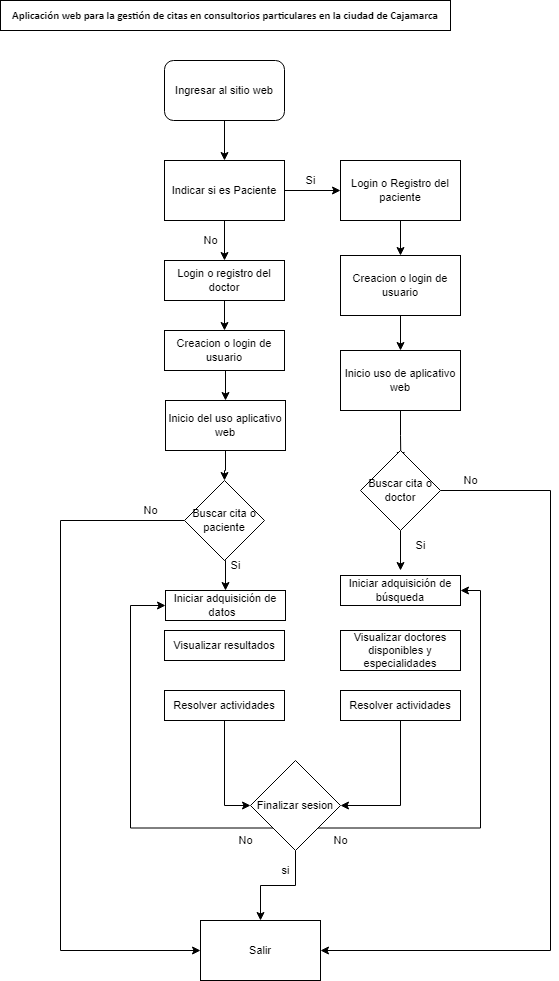 Aplicación web para la gestión de citas en consultorios particulares en la ciudad de Cajamarca
Ingresar al sitio web
Indicar si es Paciente
Si
Login o Registro del
paciente
No
Login o registro del
doctor
Creacion o login de
usuario
Creacion o login de
usuario
Inicio uso de aplicativo
web
Inicio del uso aplicativo
web
Buscar cita o
doctor
No
Buscar cita o
paciente
No
Si
Si
Iniciar adquisición de
búsqueda
Iniciar adquisición de
datos
Visualizar resultados
Visualizar doctores
disponibles y
especialidades
Resolver actividades
Resolver actividades
Finalizar sesion
No
No
si
Salir